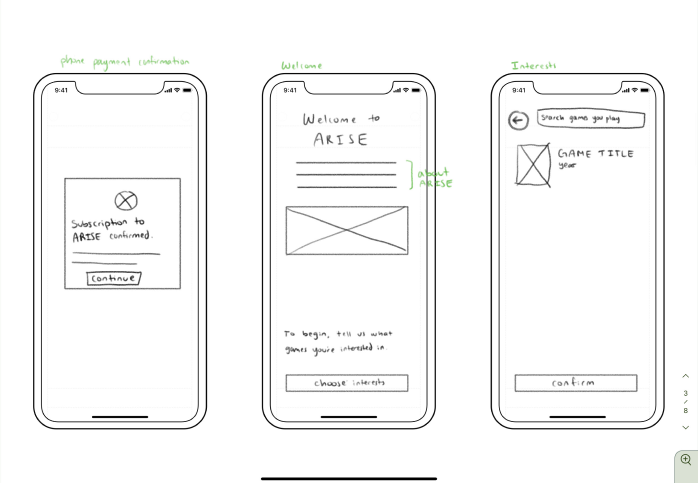 phone payment confirmation
9:41
Subscription to
ARISE confirmed.
Continue
Welcome
9:41
Welcome to
ARISE
about
ARISE
To begin, tell us what
games you're interested in.
choose interests
Interests
9:41
Search games you play
GAME TITLE
year
confirm
3
/
8